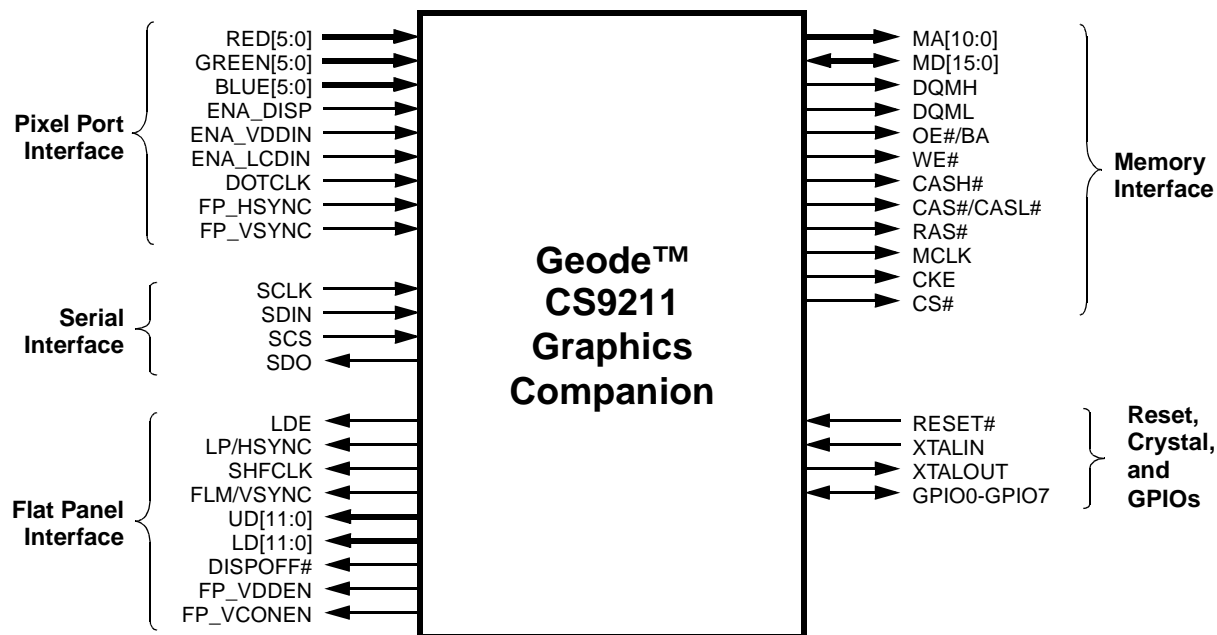 Pixel Port
Interface
RED[5:0]
GREEN[5:0]
BLUE[5:0]
ENA_DISP
ENA_VDDIN
ENA_LCDIN
DOTCLK
FP_HSYNC
FP_VSYNC
Serial
Interface
SCLK
SDIN
SCS
SDO
Flat Panel
Interface
LDE
LP/HSYNC
SHFCLK
FLM/VSYNC
UD[11:0]
LD[11:0]
DISPOFF#
FP_VDDEN
FP_VCONEN
Geode™
CS9211
Graphics
Companion
MA[10:0]
MD[15:0]
DQMH
DQML
OE#/BA
WE#
CASH#
CAS#/CASL#
RAS#
MCLK
CKE
CS#
Memory
Interface
RESET#
XTALIN
XTALOUT
GPIO0-GPIO7
Reset,
Crystal,
and
GPIOs